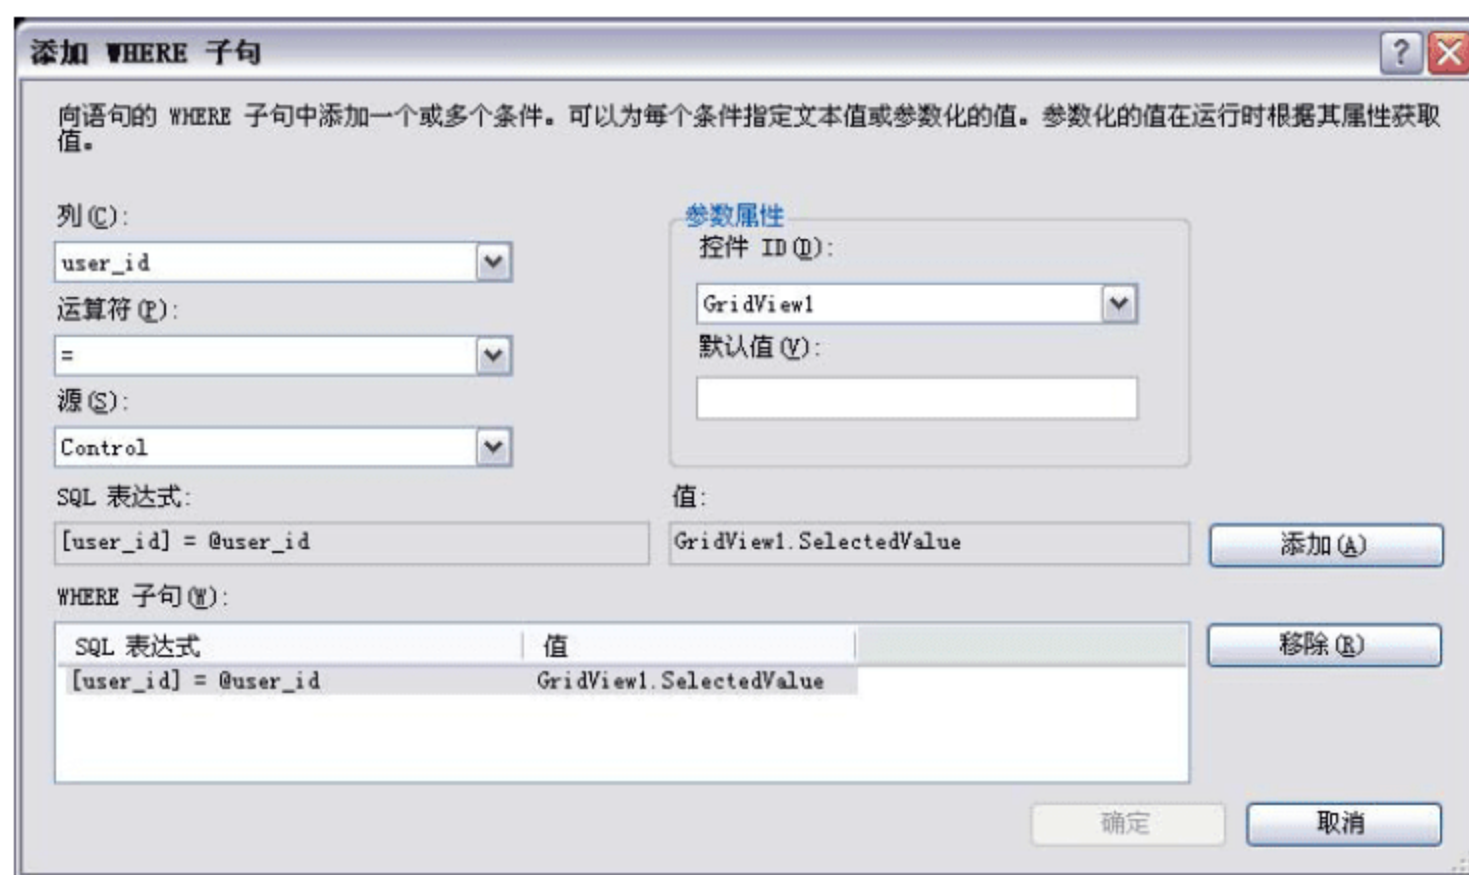 添加 WHERE 子句
向语句的 WHERE 子句中添加一个或多个条件。可以为每个条件指定文本值或参数化的值。参数化的值在运行时根据其属性获取
值。
列(C):
user_id
运算符(P):
=
源(S):
Control
参数属性
控件 ID(D):
GridView1
默认值(V):
SQL 表达式:
[user_id] = @user_id
值:
GridView1.SelectedValue
添加(A)
WHERE 子句(W):
SQL 表达式 值
[user_id] = @user_id GridView1.SelectedValue
移除(R)
确定 取消